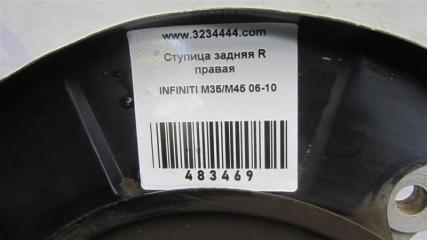 www.3234444.com
Ступица задняя R
правая
INFINITI M35/M45 06-10
483469